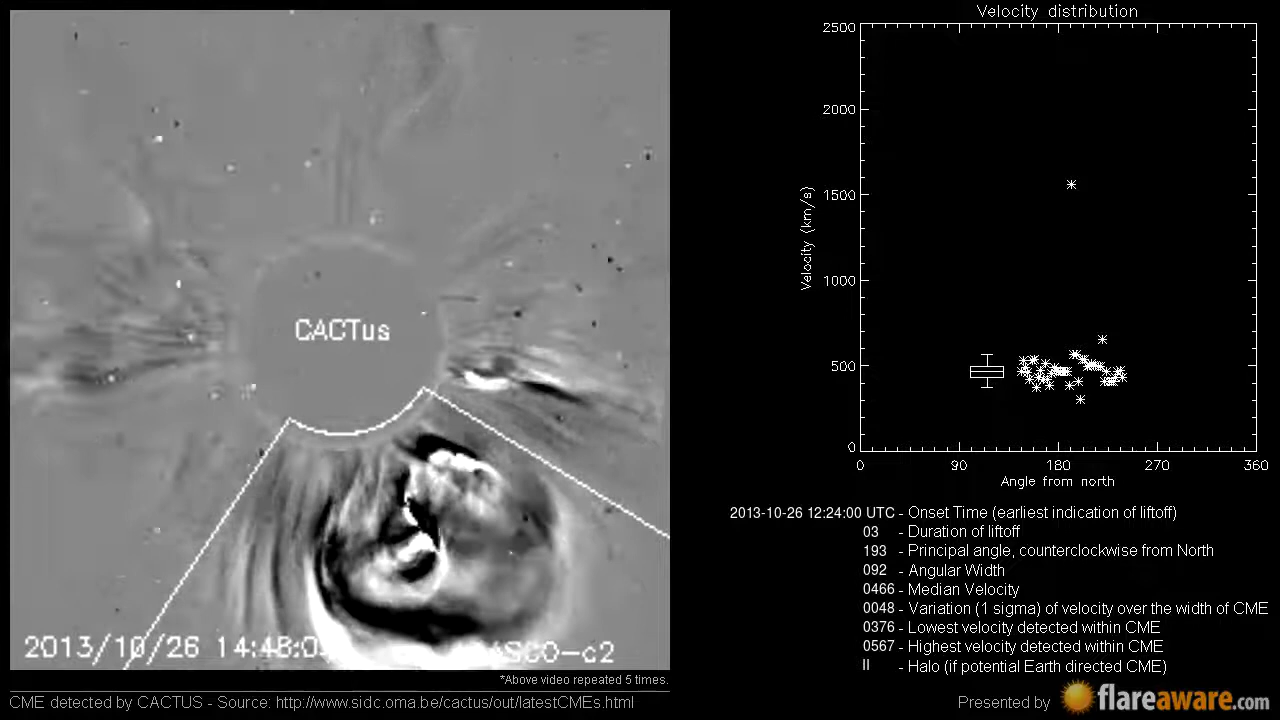 Velocity distribution
2500
2000
1500
1000
500
0
Velocity (km/s)
0 90 180 270 360
Angle from north
CACTus
2013/10/26 14:48:0
ASCO-c2
*Above video repeated 5 times.
CME detected by CACTUS - Source: http://www.sidc.oma.be/cactus/out/latestCMEs.html
2013-10-26 12:24:00 UTC - Onset Time (earliest indication of liftoff)
03 - Duration of liftoff
193 - Principal angle, counterclockwise from North
092 - Angular Width
0466 - Median Velocity
0048 - Variation (1 sigma) of velocity over the width of CME
0376 - Lowest velocity detected within CME
0567 - Highest velocity detected within CME
II - Halo (if potential Earth directed CME)
Presented by flareaware.com